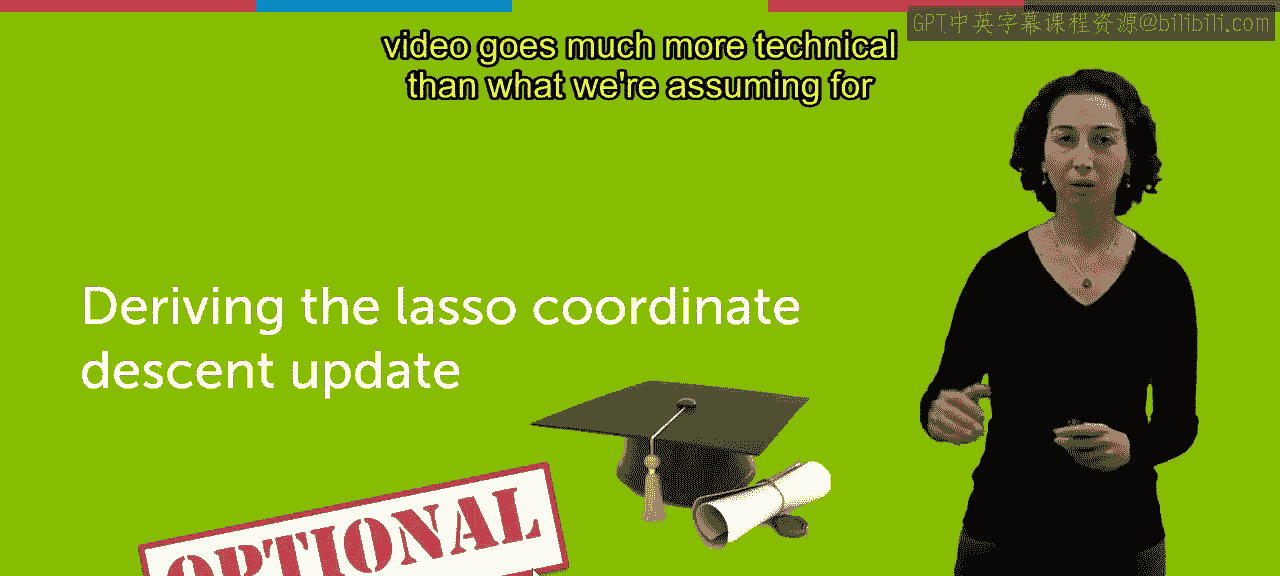 GPT中英字幕课程资源@bilibili.com
video goes much more technical
than what we're assuming for
Deriving the lasso coordinate
descent update
OPTIONAL